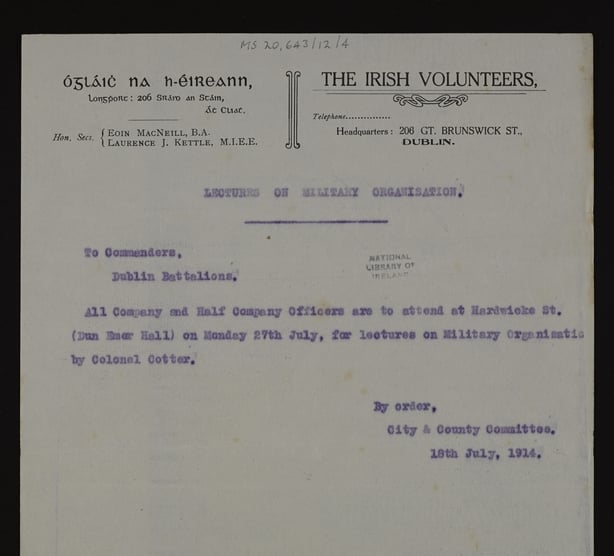 MS 20,643/12/4
Ógláiċ na h-Éireann,
Longṗort: 206 Sráid an Stáin,
Át Cliat.
Hon. Secs. { Eoin MacNeill, B.A.
Laurence J. Kettle, M.I.E.E.
THE IRISH VOLUNTEERS,
Telephone...............
Headquarters: 206 GT. BRUNSWICK ST.,
DUBLIN.
LECTURES ON MILITARY ORGANISATION.
To Commanders,
Dublin Battalions.
NATIONAL
LIBRARY OF
IRELAND
All Company and Half Company Officers are to attend at Hardwicke St.
(Dun Emer Hall) on Monday 27th July, for lectures on Military Organisatio
by Colonel Cotter.
By order,
City & County Committee.
18th July, 1914.